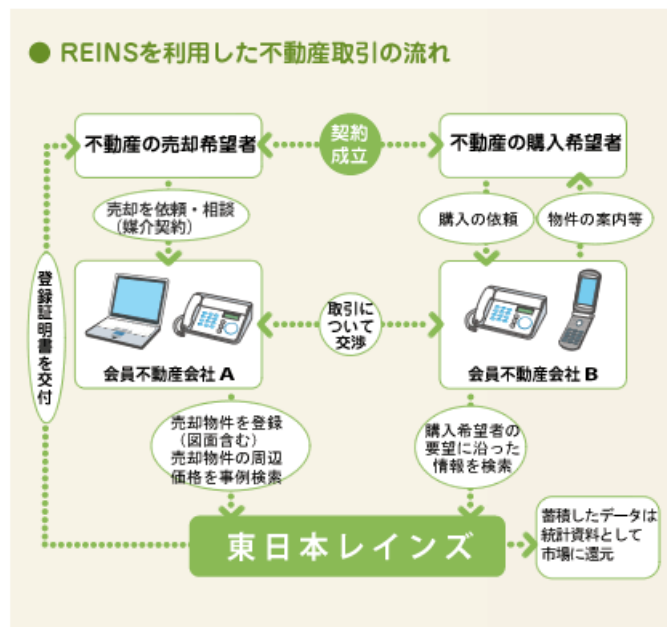 ● REINSを利用した不動産取引の流れ
不動産の売却希望者
契約
成立
不動産の購入希望者
売却を依頼・相談
（媒介契約）
購入の依頼
物件の案内等
登録証明書を交付
取引に
ついて
交渉
会員不動産会社 A
会員不動産会社 B
売却物件を登録
（図面含む）
売却物件の周辺
価格を事例検索
購入希望者の
要望に沿った
情報を検索
東日本レインズ
蓄積したデータは
統計資料として
市場に還元